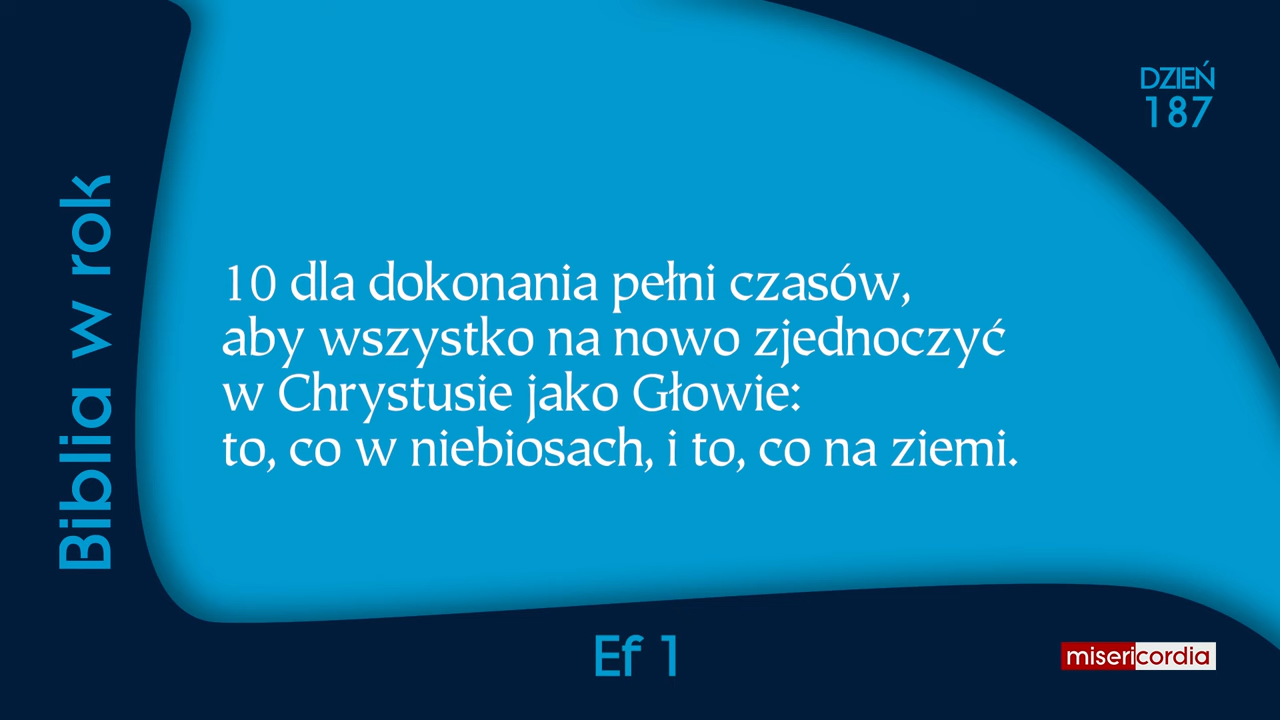 DZIEŃ
187
Biblia w rok
10 dla dokonania pełni czasów,
aby wszystko na nowo zjednoczyć
w Chrystusie jako Głowie:
to, co w niebiosach, i to, co na ziemi.
Ef 1
misericordia